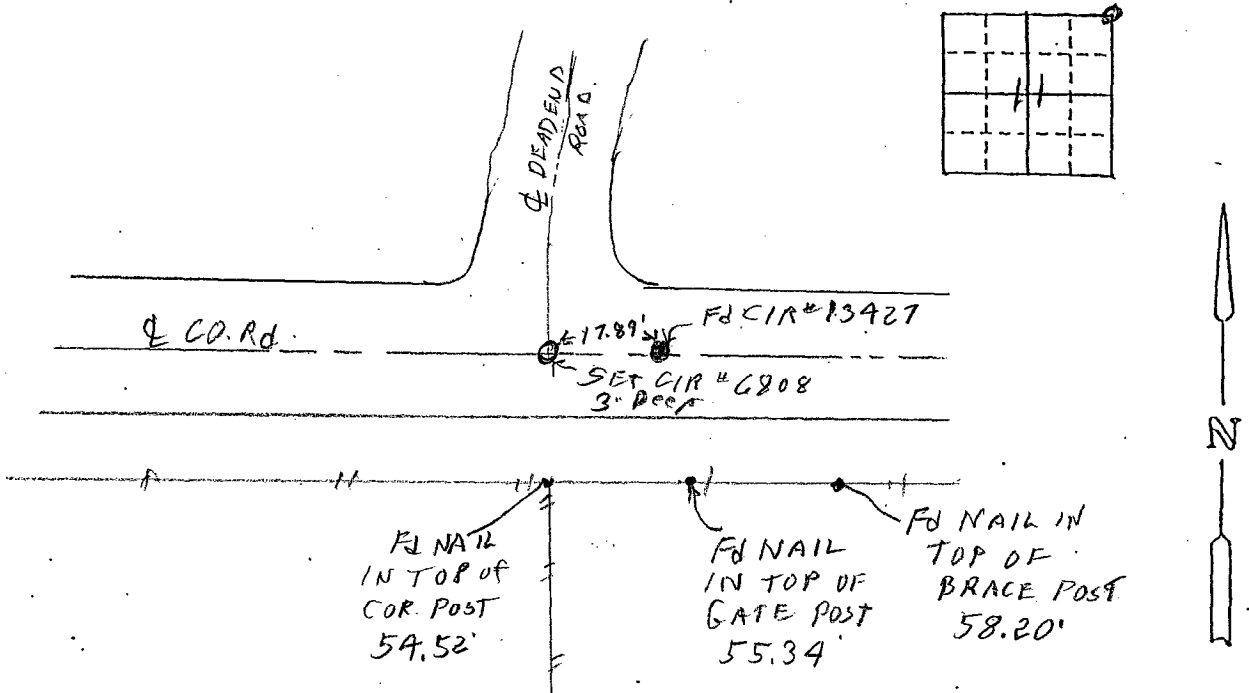 11
℄ DEADEND
ROAD.
℄ CO. Rd.
17.89'
Fd CIR #13427
SET CIR #6808
3" Deep
N
Fd NAIL
IN TOP OF
COR. POST
54.52'
Fd NAIL
IN TOP OF
GATE POST
55.34'
Fd NAIL IN
TOP OF
BRACE POST
58.20'